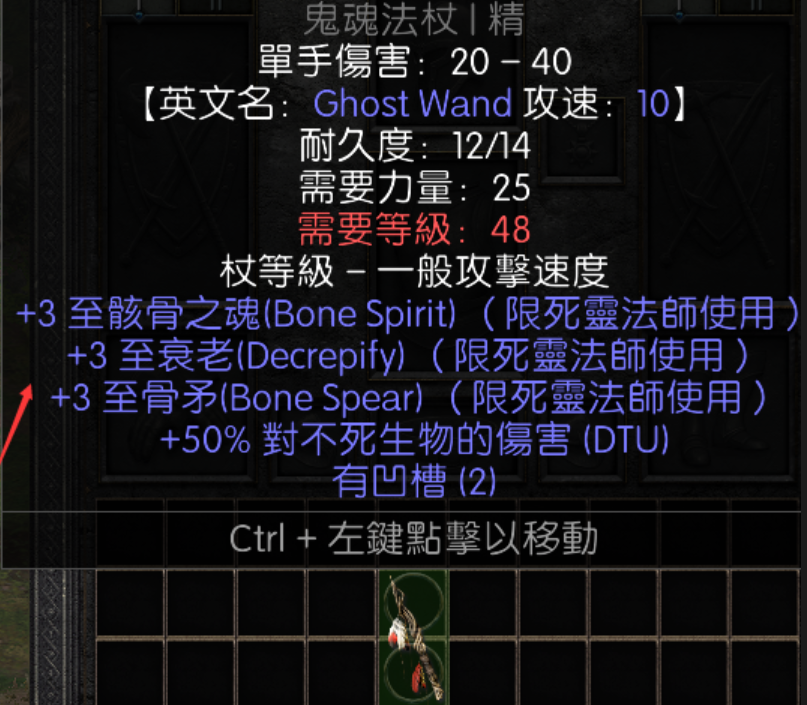 鬼魂法杖 | 精
單手傷害: 20 - 40
【英文名: Ghost Wand 攻速: 10】
耐久度: 12/14
需要力量: 25
需要等級: 48
杖等級 - 一般攻擊速度
+3 至骸骨之魂(Bone Spirit) ( 限死靈法師使用 )
+3 至衰老(Decrepify) ( 限死靈法師使用 )
+3 至骨矛(Bone Spear) ( 限死靈法師使用 )
+50% 對不死生物的傷害 (DTU)
有凹槽 (2)
Ctrl + 左鍵點擊以移動